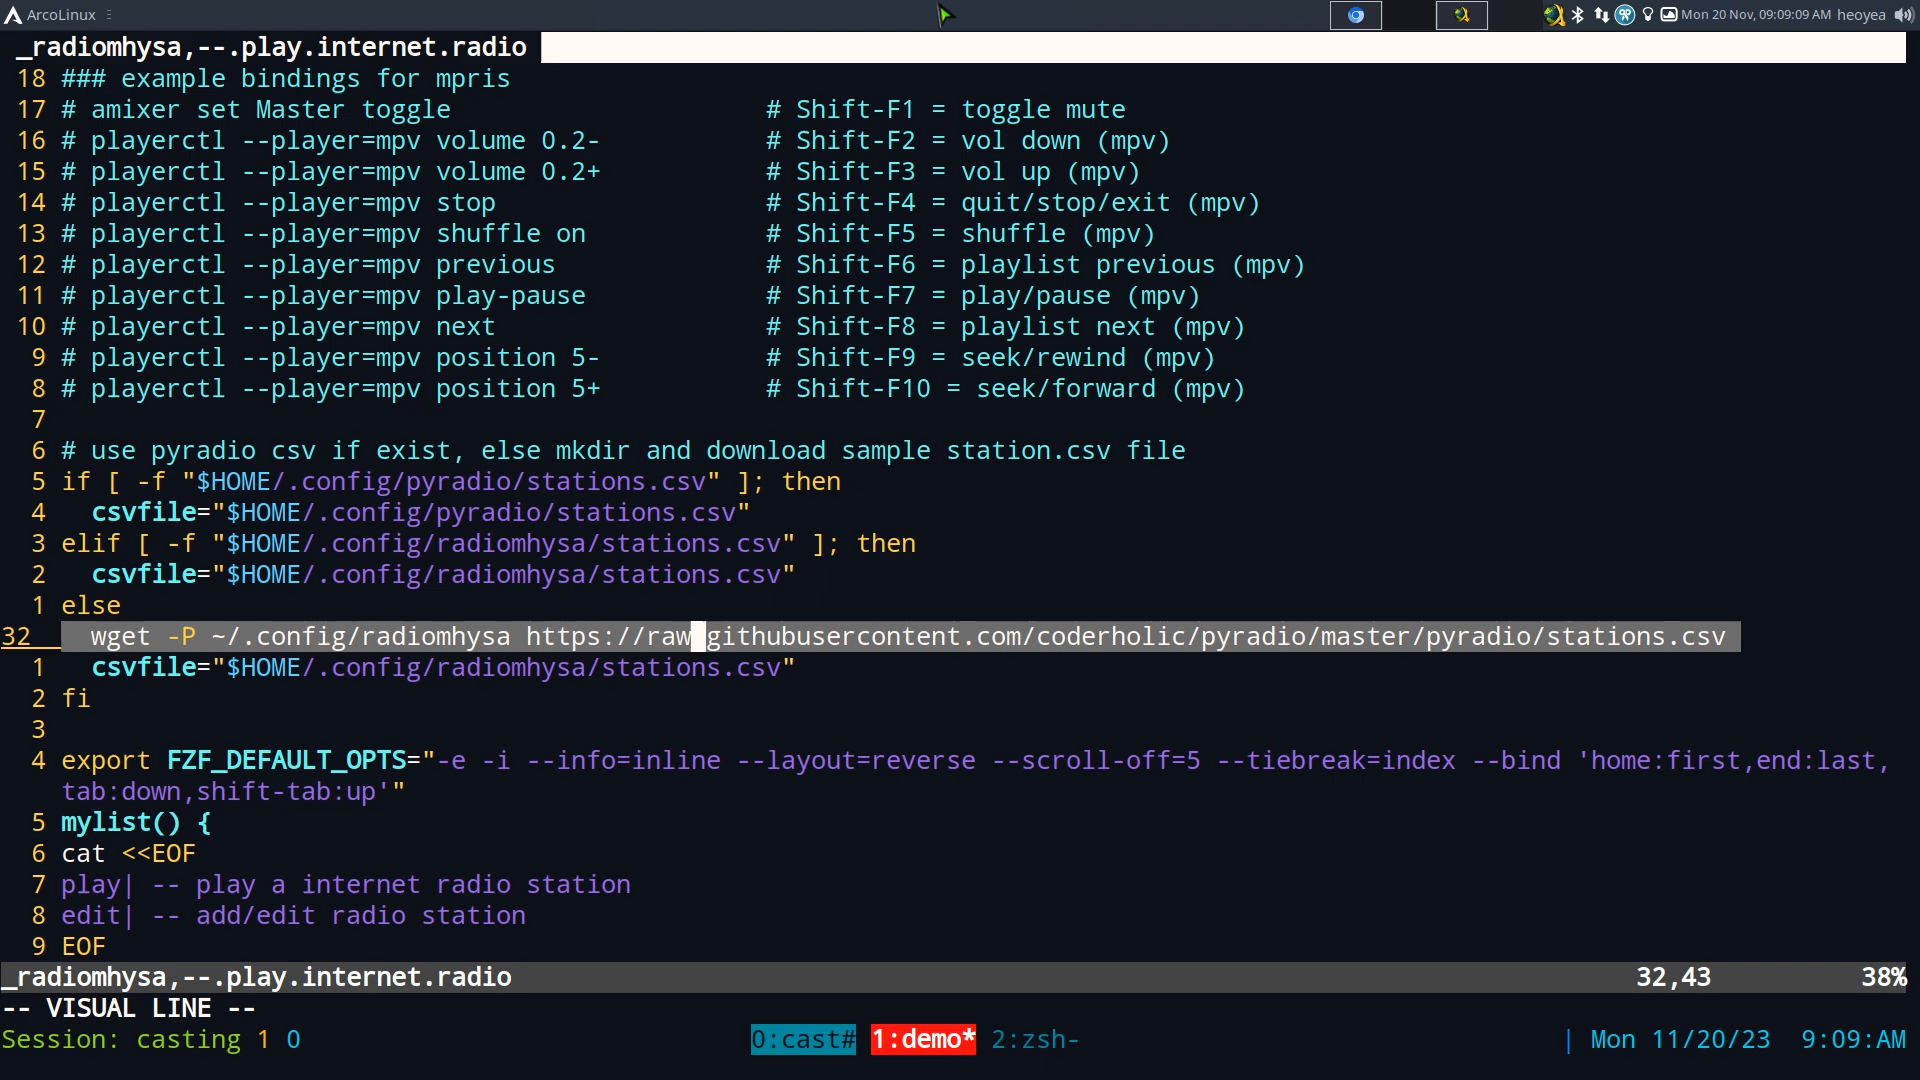 ArcoLinux
Mon 20 Nov, 09:09:09 AM heoyea
_radiomhysa,--.play.internet.radio
18 ### example bindings for mpris
17 # amixer set Master toggle # Shift-F1 = toggle mute
16 # playerctl --player=mpv volume 0.2- # Shift-F2 = vol down (mpv)
15 # playerctl --player=mpv volume 0.2+ # Shift-F3 = vol up (mpv)
14 # playerctl --player=mpv stop # Shift-F4 = quit/stop/exit (mpv)
13 # playerctl --player=mpv shuffle on # Shift-F5 = shuffle (mpv)
12 # playerctl --player=mpv previous # Shift-F6 = playlist previous (mpv)
11 # playerctl --player=mpv play-pause # Shift-F7 = play/pause (mpv)
10 # playerctl --player=mpv next # Shift-F8 = playlist next (mpv)
9 # playerctl --player=mpv position 5- # Shift-F9 = seek/rewind (mpv)
8 # playerctl --player=mpv position 5+ # Shift-F10 = seek/forward (mpv)
7
6 # use pyradio csv if exist, else mkdir and download sample station.csv file
5 if [ -f "$HOME/.config/pyradio/stations.csv" ]; then
4   csvfile="$HOME/.config/pyradio/stations.csv"
3 elif [ -f "$HOME/.config/radiomhysa/stations.csv" ]; then
2   csvfile="$HOME/.config/radiomhysa/stations.csv"
1 else
32   wget -P ~/.config/radiomhysa https://raw githubusercontent.com/coderholic/pyradio/master/pyradio/stations.csv
1   csvfile="$HOME/.config/radiomhysa/stations.csv"
2 fi
3
4 export FZF_DEFAULT_OPTS="-e -i --info=inline --layout=reverse --scroll-off=5 --tiebreak=index --bind 'home:first,end:last,
tab:down,shift-tab:up'"
5 mylist() {
6 cat <<EOF
7 play| -- play a internet radio station
8 edit| -- add/edit radio station
9 EOF
_radiomhysa,--.play.internet.radio 32,43 38%
-- VISUAL LINE --
Session: casting 1 0 0:cast# 1:demo* 2:zsh- | Mon 11/20/23 9:09:AM